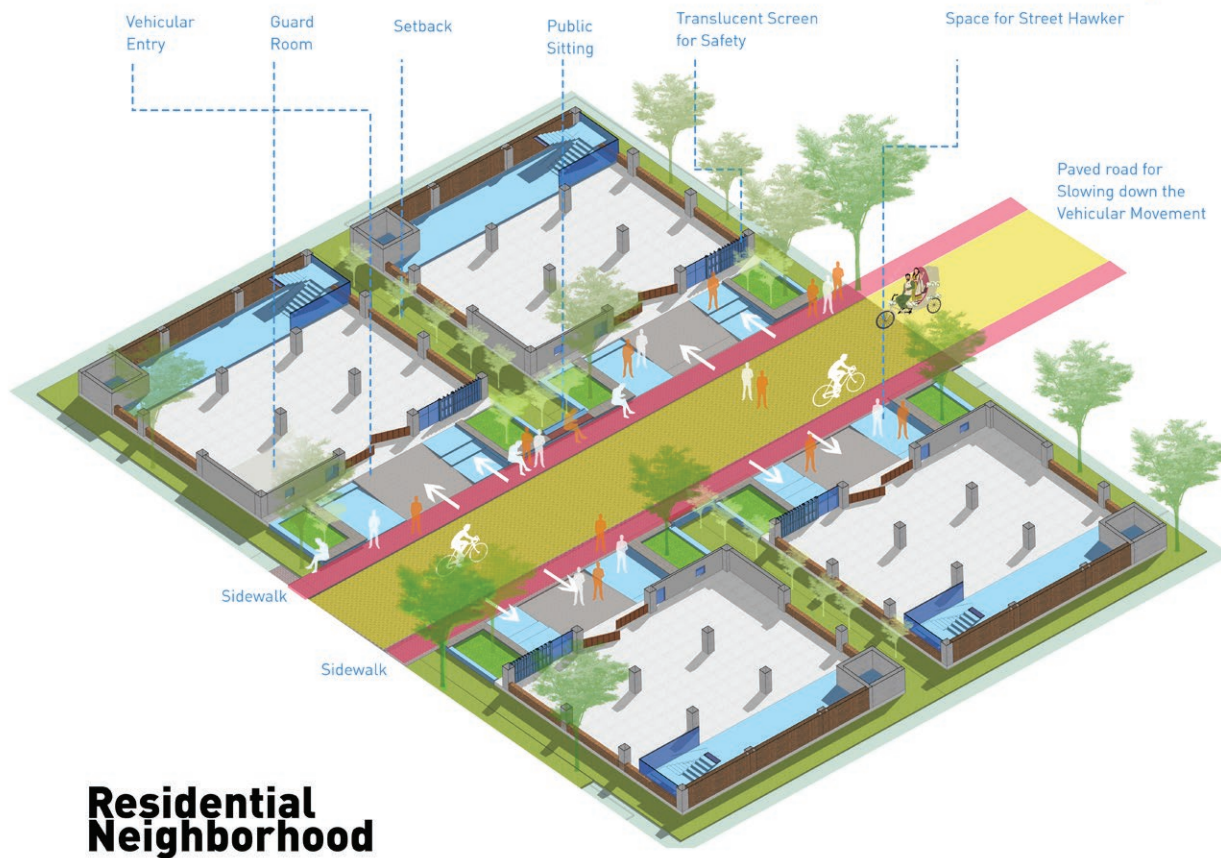 Vehicular
Entry
Guard
Room
Setback
Public
Sitting
Translucent Screen
for Safety
Space for Street Hawker
Paved road for
Slowing down the
Vehicular Movement
Sidewalk
Sidewalk
Residential
Neighborhood